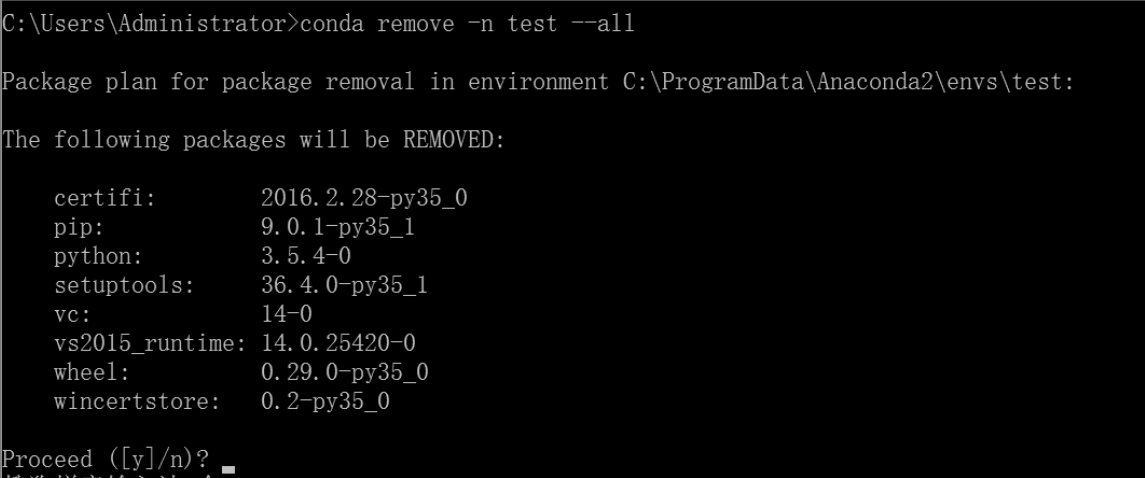 C:\Users\Administrator>conda remove -n test --all
Package plan for package removal in environment C:\ProgramData\Anaconda2\envs\test:
The following packages will be REMOVED:
certifi: 2016.2.28-py35_0
pip: 9.0.1-py35_1
python: 3.5.4-0
setuptools: 36.4.0-py35_1
vc: 14-0
vs2015_runtime: 14.0.25420-0
wheel: 0.29.0-py35_0
wincertstore: 0.2-py35_0
Proceed ([y]/n)?